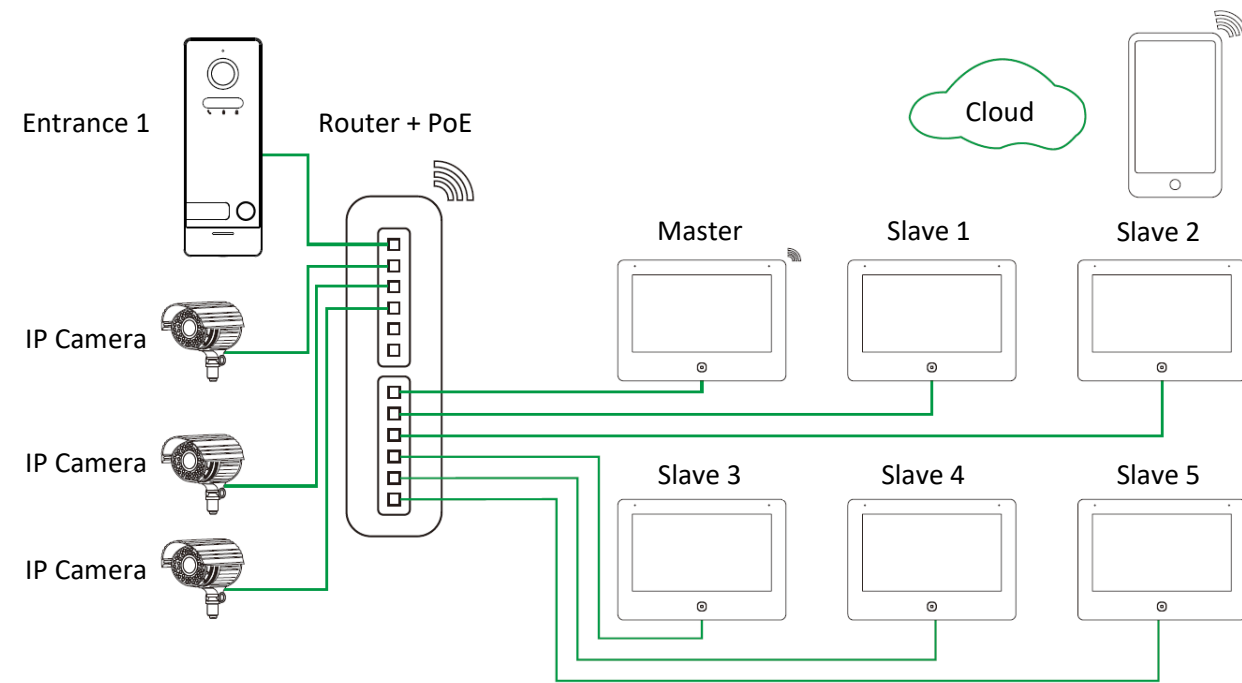 Entrance 1
Router + PoE
Cloud
Master
Slave 1
Slave 2
IP Camera
IP Camera
Slave 3
Slave 4
Slave 5
IP Camera